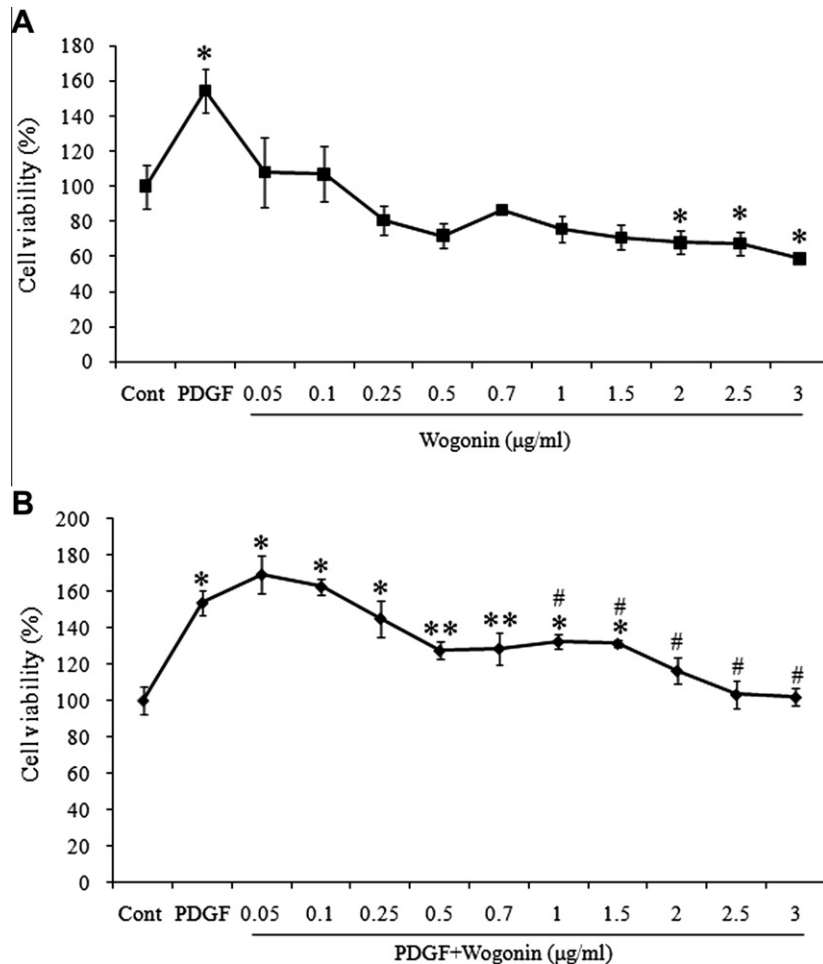 A
180
*
160
140
120
100
80
* * *
60
40
20
0
Cell viability (%)
Cont PDGF 0.05 0.1 0.25 0.5 0.7 1 1.5 2 2.5 3
Wogonin (μg/ml)
B
200
180
* * * * ** ** # * # * # # #
160
140
120
100
80
60
40
20
0
Cell viability (%)
Cont PDGF 0.05 0.1 0.25 0.5 0.7 1 1.5 2 2.5 3
PDGF+Wogonin (μg/ml)